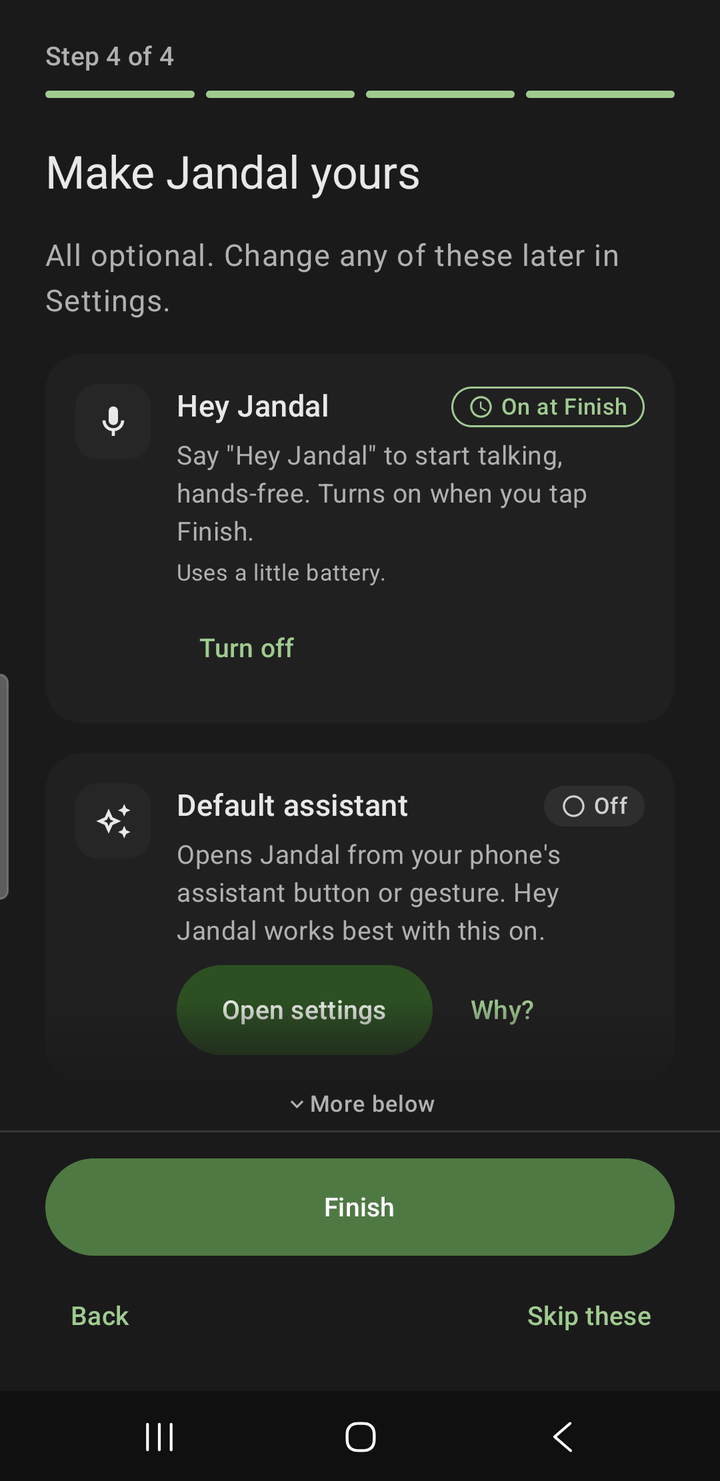 Step 4 of 4
Make Jandal yours
All optional. Change any of these later in
Settings.
Hey Jandal
On at Finish
Say "Hey Jandal" to start talking,
hands-free. Turns on when you tap
Finish.
Uses a little battery.
Turn off
Default assistant
Off
Opens Jandal from your phone's
assistant button or gesture. Hey
Jandal works best with this on.
Open settings
Why?
More below
Finish
Back
Skip these